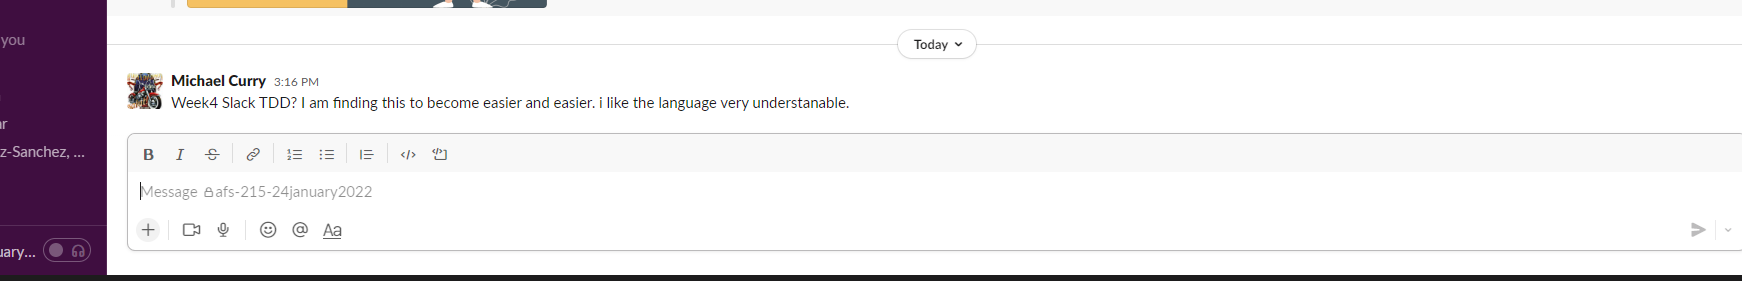 you
Today
Michael Curry 3:16 PM
Week4 Slack TDD? I am finding this to become easier and easier. i like the language very understanable.
ar
z-Sanchez, ...
B I S
Message afs-215-24january2022
Aa
uary...